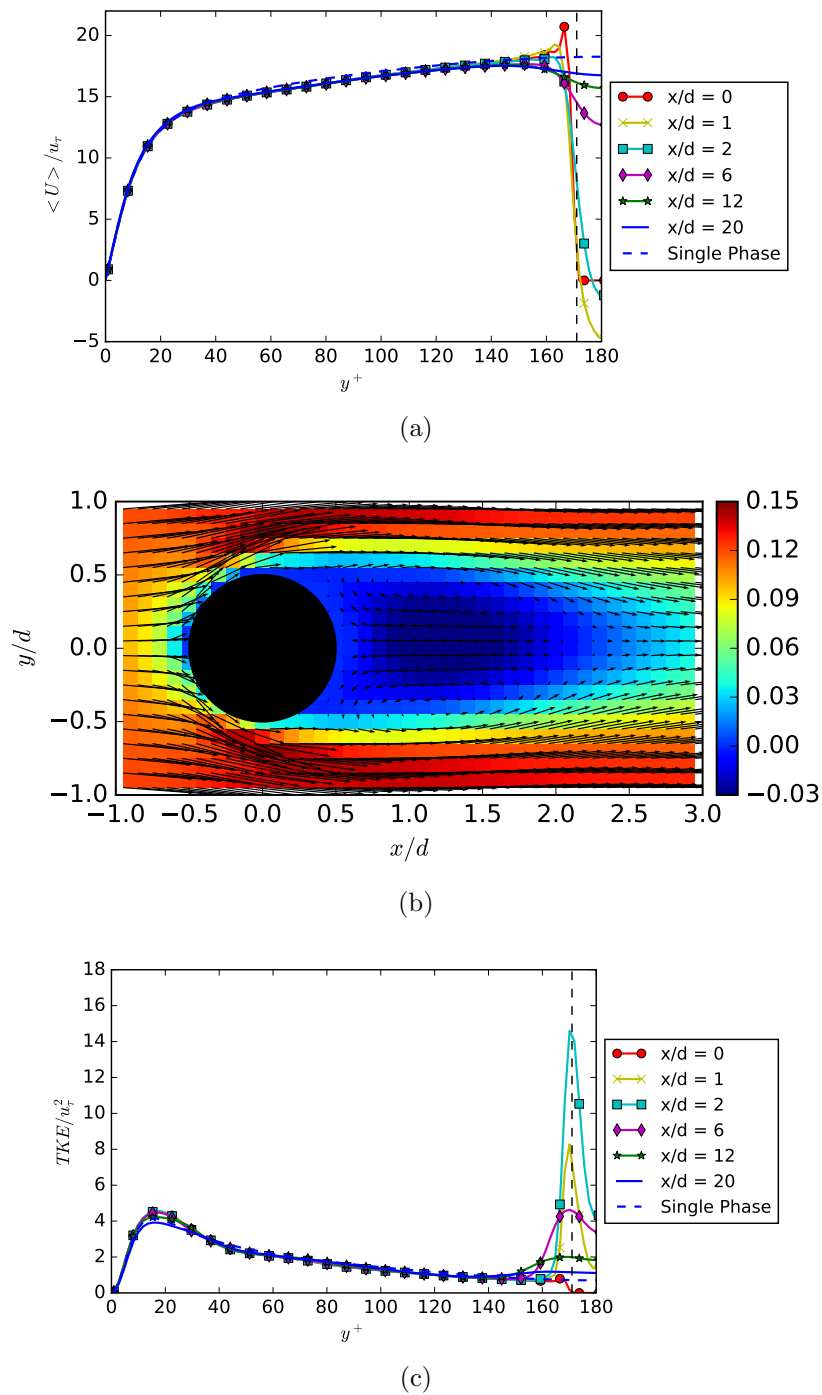 20
15
10
5
0
−5
<U>/u_τ
0 20 40 60 80 100 120 140 160 180
y⁺
x/d = 0
x/d = 1
x/d = 2
x/d = 6
x/d = 12
x/d = 20
Single Phase
(a)
1.0
0.5
0.0
−0.5
−1.0
y/d
−1.0 −0.5 0.0 0.5 1.0 1.5 2.0 2.5 3.0
x/d
0.15
0.12
0.09
0.06
0.03
0.00
−0.03
(b)
18
16
14
12
10
8
6
4
2
0
TKE/u_τ²
0 20 40 60 80 100 120 140 160 180
y⁺
x/d = 0
x/d = 1
x/d = 2
x/d = 6
x/d = 12
x/d = 20
Single Phase
(c)